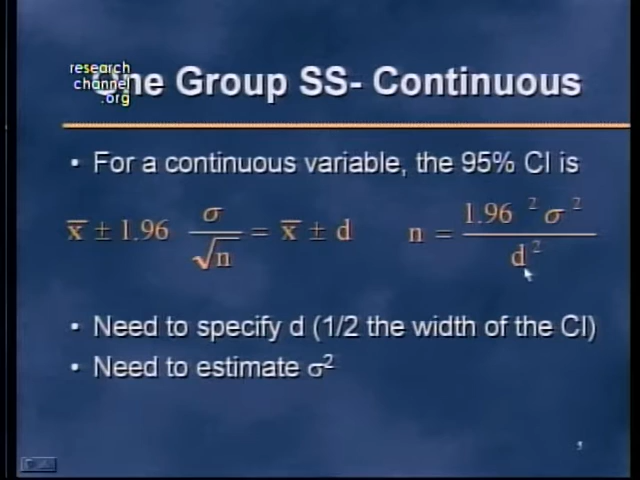 research
channel
.org
One Group SS- Continuous
• For a continuous variable, the 95% CI is
x̄ ± 1.96 σ/√n = x̄ ± d
n = 1.96² σ² / d²
• Need to specify d (1/2 the width of the CI)
• Need to estimate σ²